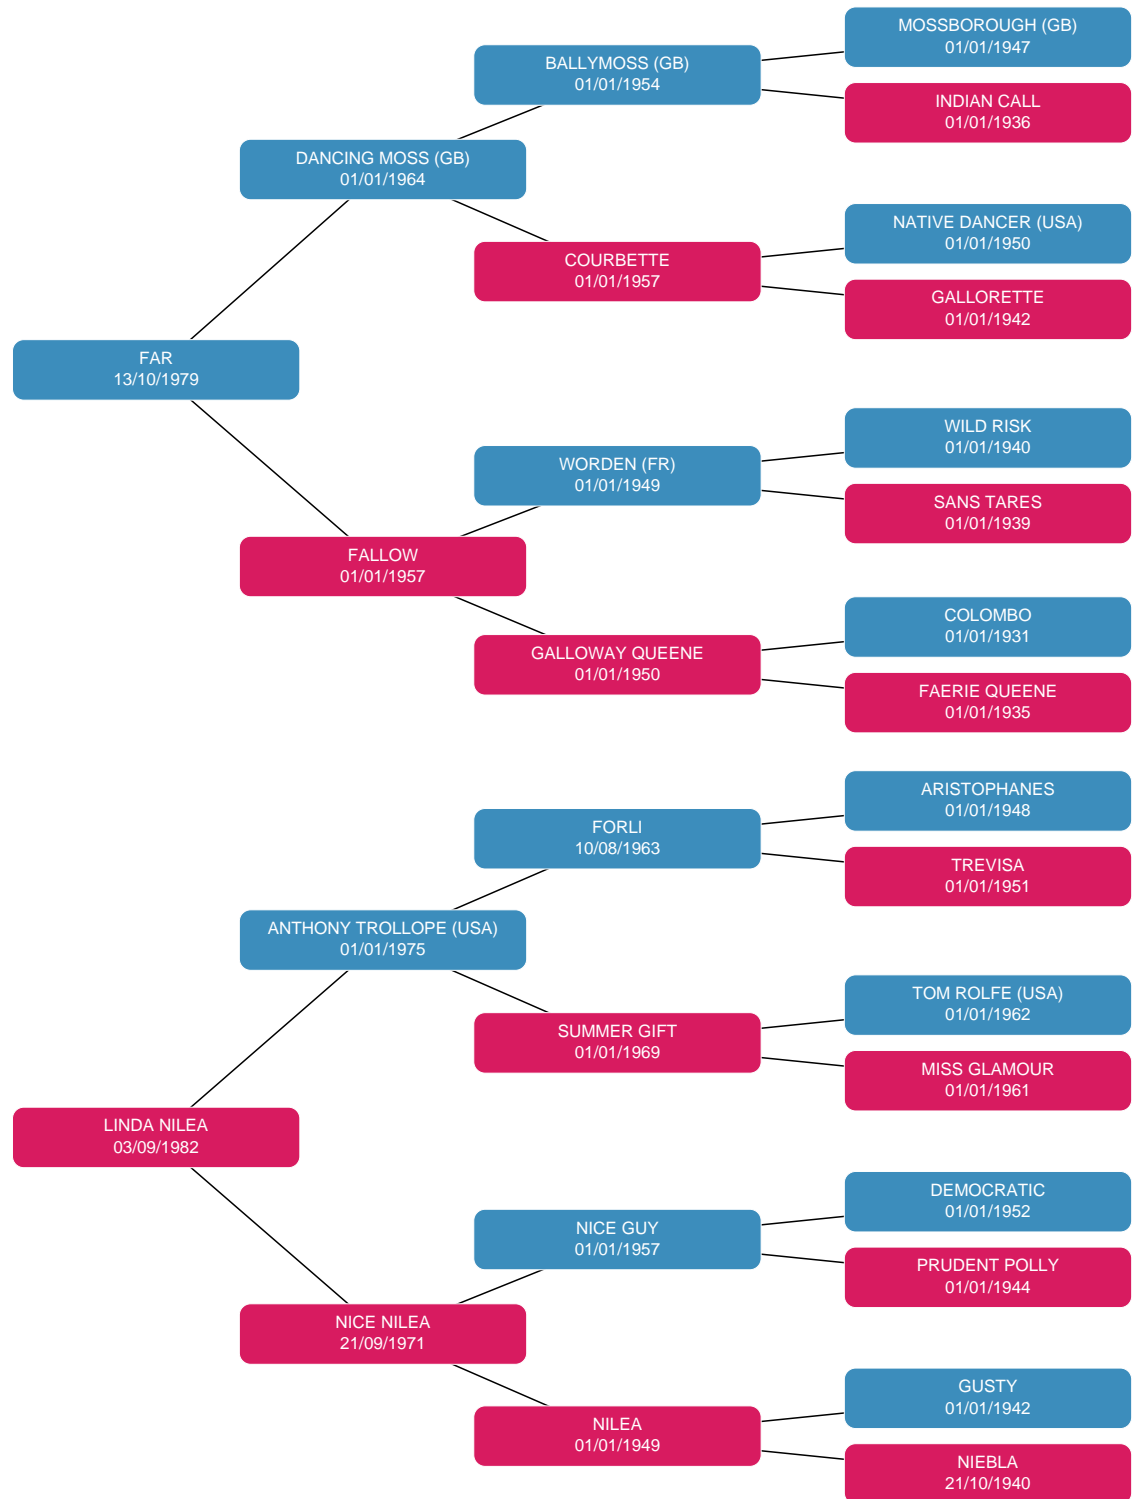 MOSSBOROUGH (GB)
01/01/1947
BALLYMOSS (GB)
01/01/1954
INDIAN CALL
01/01/1936
DANCING MOSS (GB)
01/01/1964
NATIVE DANCER (USA)
01/01/1950
COURBETTE
01/01/1957
GALLORETTE
01/01/1942
FAR
13/10/1979
WILD RISK
01/01/1940
WORDEN (FR)
01/01/1949
SANS TARES
01/01/1939
FALLOW
01/01/1957
COLOMBO
01/01/1931
GALLOWAY QUEENE
01/01/1950
FAERIE QUEENE
01/01/1935
ARISTOPHANES
01/01/1948
FORLI
10/08/1963
TREVISA
01/01/1951
ANTHONY TROLLOPE (USA)
01/01/1975
TOM ROLFE (USA)
01/01/1962
SUMMER GIFT
01/01/1969
MISS GLAMOUR
01/01/1961
LINDA NILEA
03/09/1982
DEMOCRATIC
01/01/1952
NICE GUY
01/01/1957
PRUDENT POLLY
01/01/1944
NICE NILEA
21/09/1971
GUSTY
01/01/1942
NILEA
01/01/1949
NIEBLA
21/10/1940